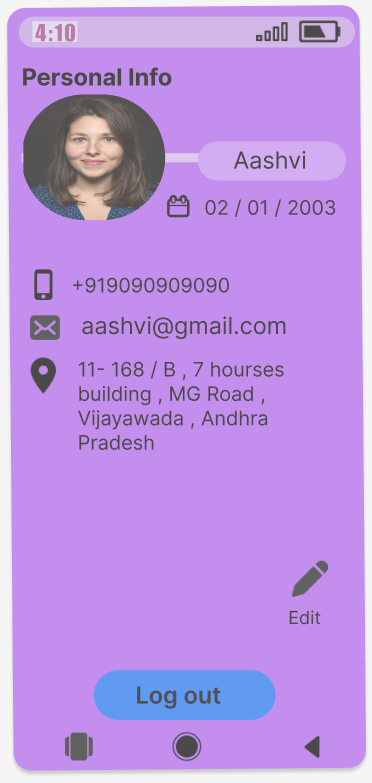 4:10
Personal Info
Aashvi
02 / 01 / 2003
+919090909090
aashvi@gmail.com
11- 168 / B , 7 hourses
building , MG Road ,
Vijayawada , Andhra
Pradesh
Edit
Log out